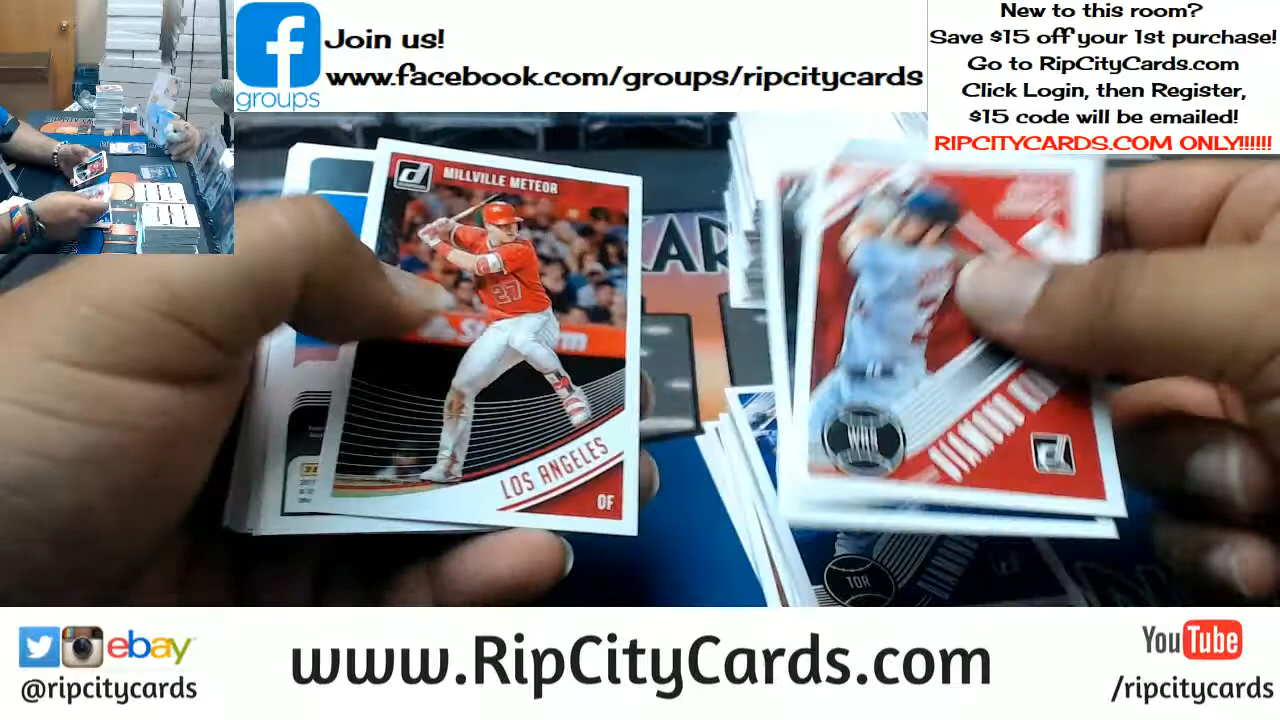 f
groups
Join us!
www.facebook.com/groups/ripcitycards
New to this room?
Save $15 off your 1st purchase!
Go to RipCityCards.com
Click Login, then Register,
$15 code will be emailed!
RIPCITYCARDS.COM ONLY!!!!!!
d
MILLVILLE METEOR
27
LOS ANGELES
OF
WAS
DIAMOND
d
TOR
ebay
@ripcitycards
www.RipCityCards.com
YouTube
/ripcitycards